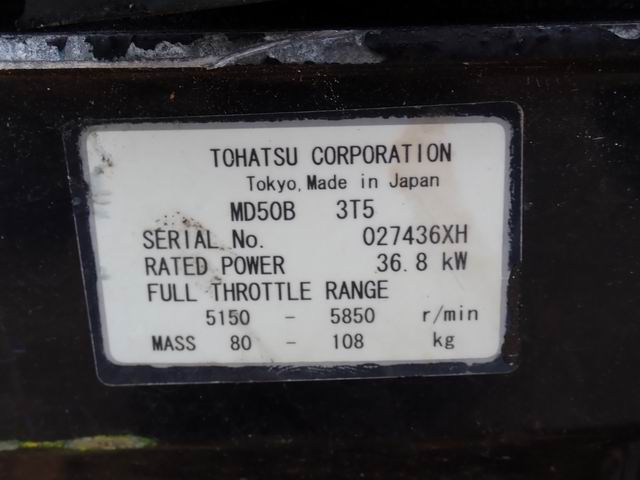 TOHATSU CORPORATION
Tokyo, Made in Japan
MD50B 3T5
SERIAL No. 027436XH
RATED POWER 36.8 kW
FULL THROTTLE RANGE
5150 - 5850 r/min
MASS 80 - 108 kg